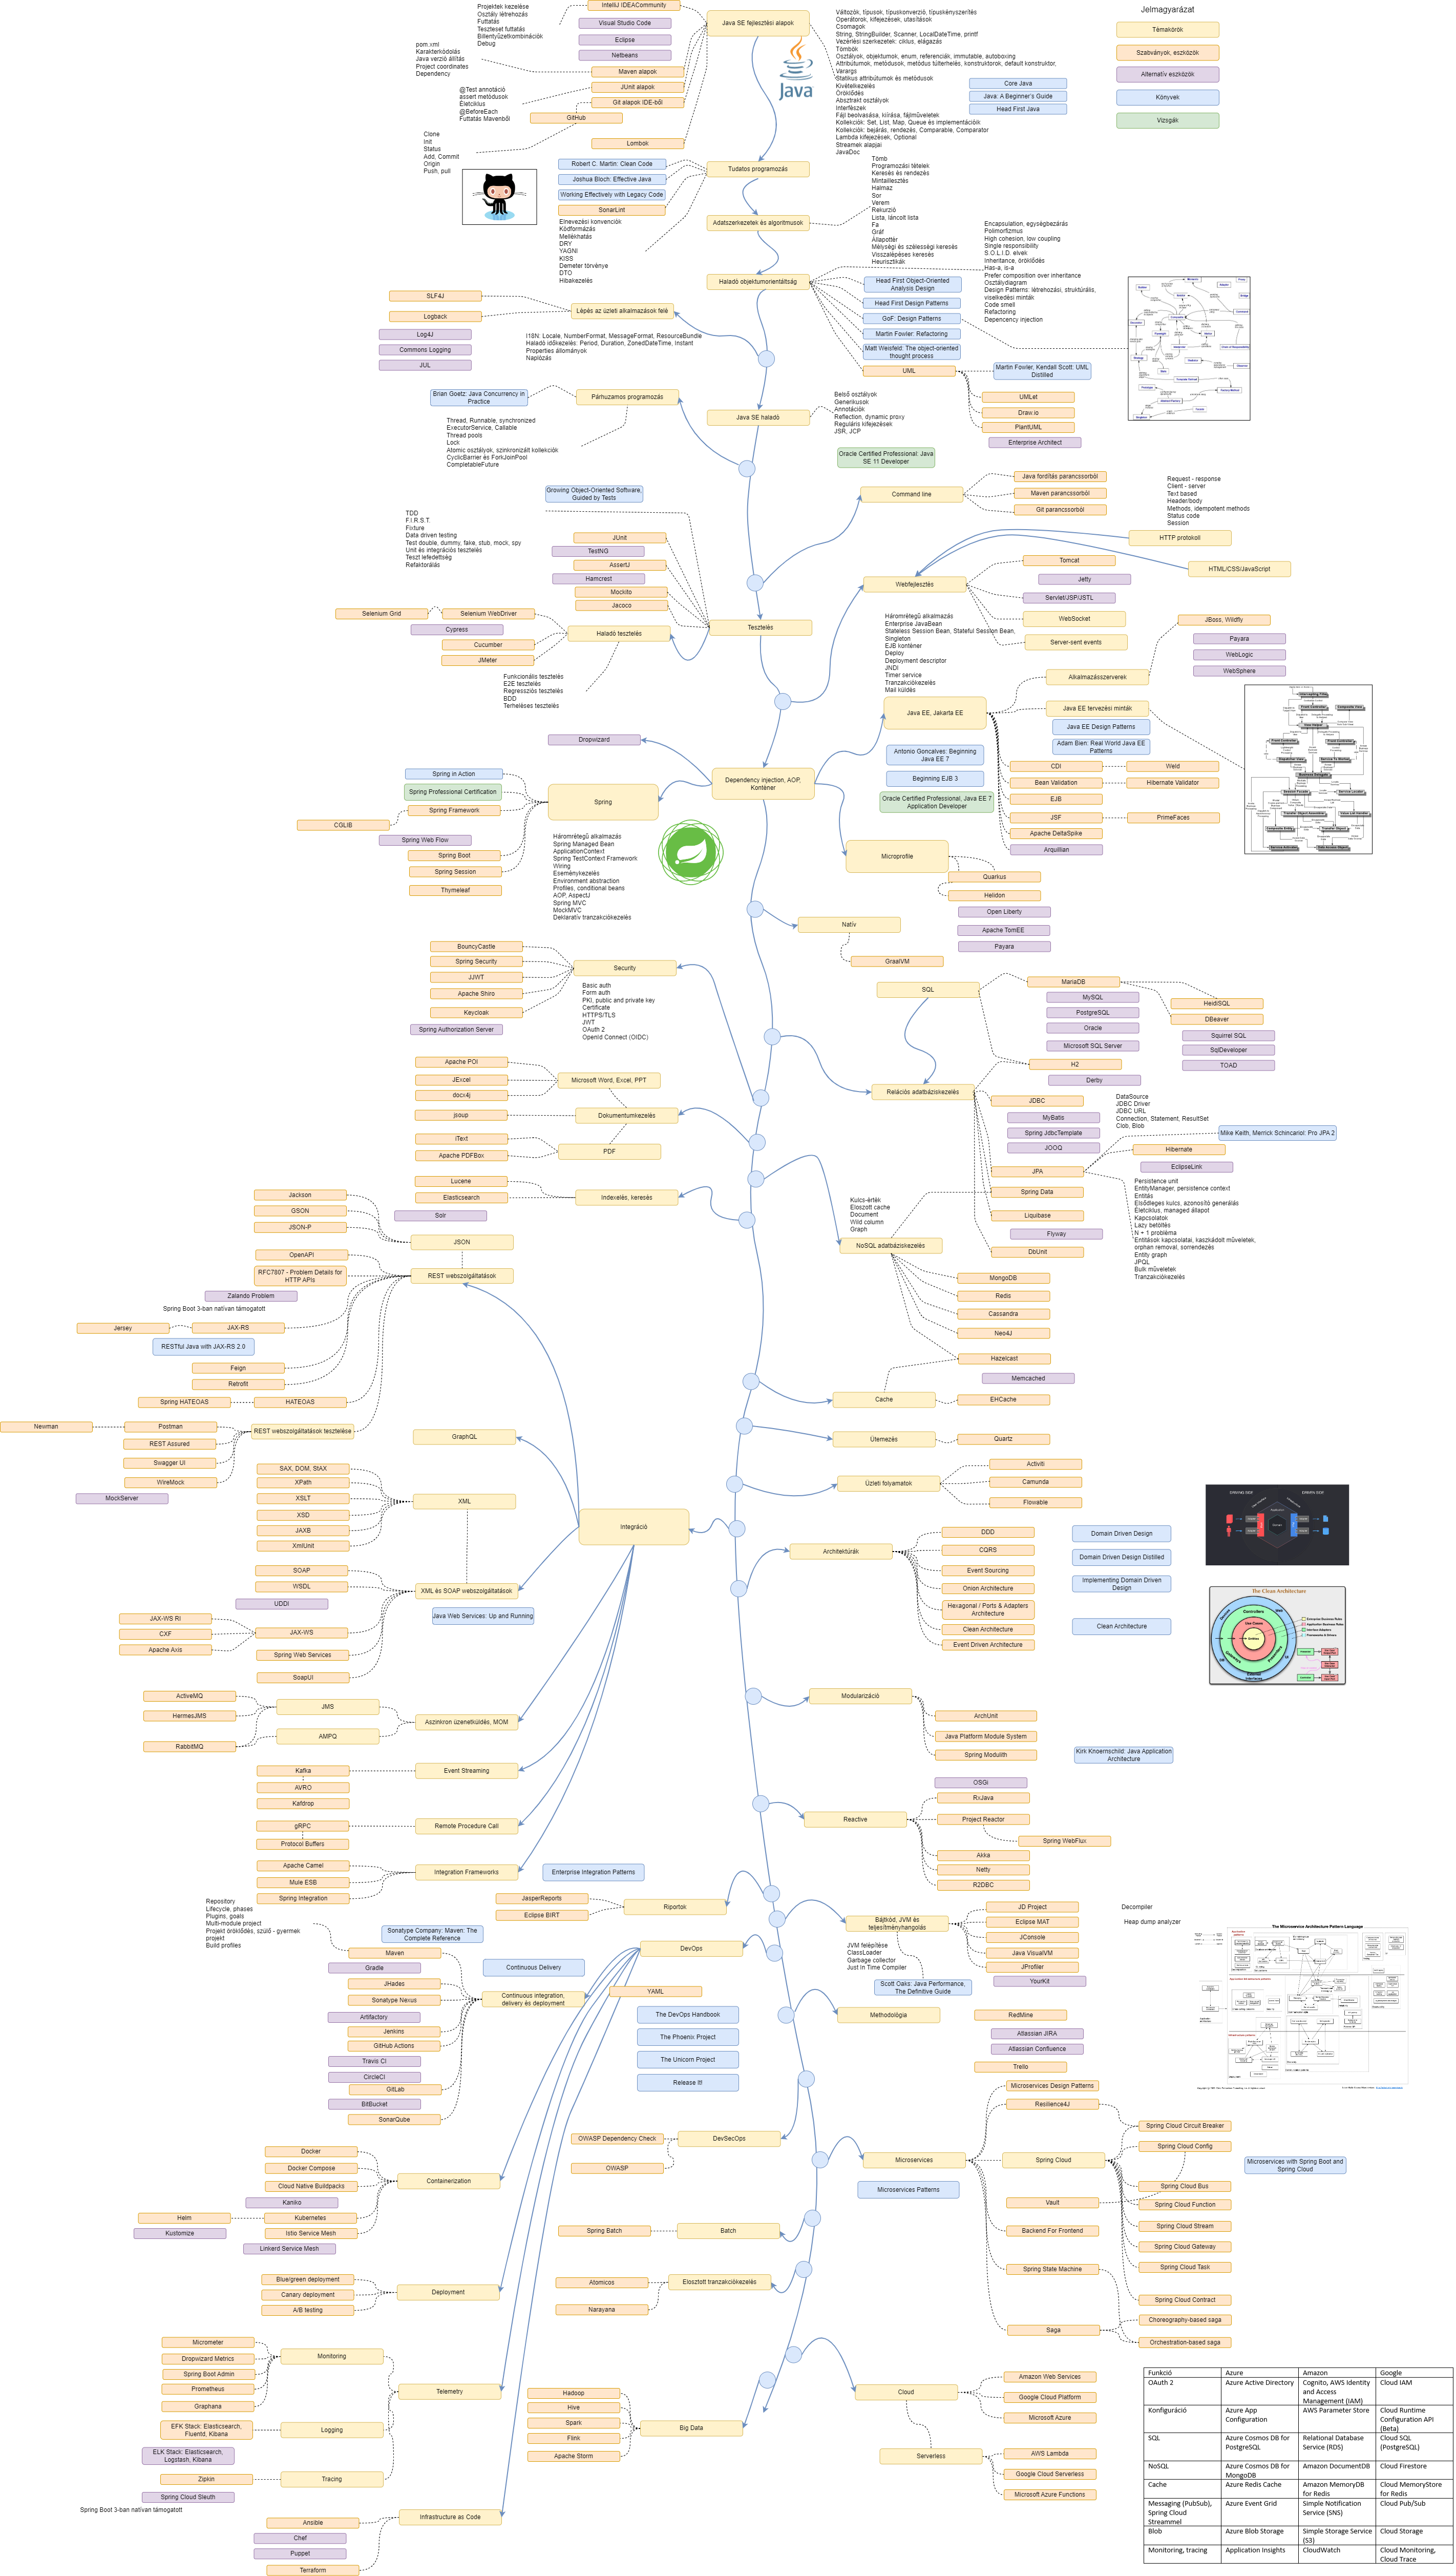 Jelmagyarázat
Témakörök
Szabványok, eszközök
Alternatív eszközök
Könyvek
Vizsgák
Java SE fejlesztési alapok
Java
IntelliJ IDEACommunity
Visual Studio Code
Eclipse
Netbeans
Maven alapok
JUnit alapok
Git alapok IDE-ből
GitHub
Lombok
Projektek kezelése
Osztály létrehozás
Futtatás
Teszteset futtatás
Billentyűzetkombinációk
Debug
pom.xml
Karakterkódolás
Java verzió állítás
Project coordinates
Dependency
@Test annotáció
assert metódusok
Életciklus
@BeforeEach
Futtatás Mavenből
Clone
Init
Status
Add, Commit
Origin
Push, pull
Változók, típusok, típuskonverzió, típuskényszerítés
Operátorok, kifejezések, utasítások
Csomagok
String, StringBuilder, Scanner, LocalDateTime, printf
Vezérlési szerkezetek: ciklus, elágazás
Tömbök
Osztályok, objektumok, enum, referenciák, immutable, autoboxing
Attribútumok, metódusok, metódus túlterhelés, konstruktorok, default konstruktor,
Varargs
Statikus attribútumok és metódusok
Kivételkezelés
Öröklődés
Absztrakt osztályok
Interfészek
Fájl beolvasása, kiírása, fájlműveletek
Kollekciók: Set, List, Map, Queue és implementációik
Kollekciók: bejárás, rendezés, Comparable, Comparator
Lambda kifejezések, Optional
Streamek alapjai
JavaDoc
Core Java
Java: A Beginner's Guide
Head First Java
Tudatos programozás
Robert C. Martin: Clean Code
Joshua Bloch: Effective Java
Working Effectively with Legacy Code
SonarLint
Elnevezési konvenciók
Kódformázás
Mellékhatás
DRY
YAGNI
KISS
Demeter törvénye
DTO
Hibakezelés
Adatszerkezetek és algoritmusok
Tömb
Programozási tételek
Keresés és rendezés
Mintaillesztés
Halmaz
Sor
Verem
Rekurzió
Lista, láncolt lista
Fa
Gráf
Állapottér
Mélységi és szélességi keresés
Visszalépéses keresés
Heurisztikák
Haladó objektumorientáltság
Head First Object-Oriented
Analysis Design
Head First Design Patterns
GoF: Design Patterns
Martin Fowler: Refactoring
Matt Weisfeld: The object-oriented
thought process
UML
Martin Fowler, Kendall Scott: UML
Distilled
UMLet
Draw.io
PlantUML
Enterprise Architect
Encapsulation, egységbezárás
Polimorfizmus
High cohesion, low coupling
Single responsibility
S.O.L.I.D. elvek
Inheritance, öröklődés
Has-a, is-a
Prefer composition over inheritance
Osztálydiagram
Design Patterns: létrehozási, struktúrális,
viselkedési minták
Code smell
Refactoring
Depencency injection
Lépés az üzleti alkalmazások felé
SLF4J
Logback
Log4J
Commons Logging
JUL
I18N: Locale, NumberFormat, MessageFormat, ResourceBundle
Haladó időkezelés: Period, Duration, ZonedDateTime, Instant
Properties állományok
Naplózás
Párhuzamos programozás
Brian Goetz: Java Concurrency in
Practice
Thread, Runnable, synchronized
ExecutorService, Callable
Thread pools
Lock
Atomic osztályok, szinkronizált kollekciók
CyclicBarrier és ForkJoinPool
CompletableFuture
Java SE haladó
Belső osztályok
Generikusok
Annotációk
Reflection, dynamic proxy
Reguláris kifejezések
JSR, JCP
Oracle Certified Professional: Java
SE 11 Developer
Command line
Java fordítás parancssorból
Maven parancssorból
Git parancssorból
Request - response
Client - server
Text based
Header/body
Methods, idempotent methods
Status code
Session
HTTP protokoll
HTML/CSS/JavaScript
Growing Object-Oriented Software,
Guided by Tests
TDD
F.I.R.S.T.
Fixture
Data driven testing
Test double, dummy, fake, stub, mock, spy
Unit és integrációs tesztelés
Teszt lefedettség
Refaktorálás
JUnit
TestNG
AssertJ
Hamcrest
Mockito
Jacoco
Tesztelés
Haladó tesztelés
Selenium Grid
Selenium WebDriver
Cypress
Cucumber
JMeter
Funkcionális tesztelés
E2E tesztelés
Regressziós tesztelés
BDD
Terheléses tesztelés
Webfejlesztés
Tomcat
Jetty
Servlet/JSP/JSTL
WebSocket
Server-sent events
Háromrétegű alkalmazás
Enterprise JavaBean
Stateless Session Bean, Stateful Session Bean,
Singleton
EJB konténer
Deploy
Deployment descriptor
JNDI
Timer service
Tranzakciókezelés
Mail küldés
Java EE, Jakarta EE
Alkalmazásszerverek
JBoss, Wildfly
Payara
WebLogic
WebSphere
Java EE tervezési minták
Java EE Design Patterns
Adam Bien: Real World Java EE
Patterns
Antonio Goncalves: Beginning
Java EE 7
Beginning EJB 3
Oracle Certified Professional, Java EE 7
Application Developer
CDI
Weld
Bean Validation
Hibernate Validator
EJB
JSF
PrimeFaces
Apache DeltaSpike
Arquillian
Dependency injection, AOP,
Konténer
Dropwizard
Spring
Spring in Action
Spring Professional Certification
Spring Framework
CGLIB
Spring Web Flow
Spring Boot
Spring Session
Thymeleaf
Háromrétegű alkalmazás
Spring Managed Bean
ApplicationContext
Spring TestContext Framework
Wiring
Eseménykezelés
Environment abstraction
Profiles, conditional beans
AOP, AspectJ
Spring MVC
MockMVC
Deklaratív tranzakciókezelés
Microprofile
Quarkus
Helidon
Open Liberty
Apache TomEE
Payara
Natív
GraalVM
Security
BouncyCastle
Spring Security
JJWT
Apache Shiro
Keycloak
Spring Authorization Server
Basic auth
Form auth
PKI, public and private key
Certificate
HTTPS/TLS
JWT
OAuth 2
OpenId Connect (OIDC)
SQL
MariaDB
MySQL
PostgreSQL
Oracle
Microsoft SQL Server
HeidiSQL
DBeaver
Squirrel SQL
SqlDeveloper
TOAD
H2
Derby
Relációs adatbáziskezelés
JDBC
MyBatis
Spring JdbcTemplate
JOOQ
DataSource
JDBC Driver
JDBC URL
Connection, Statement, ResultSet
Clob, Blob
Mike Keith, Merrick Schincariol: Pro JPA 2
Hibernate
EclipseLink
JPA
Spring Data
Liquibase
Flyway
DbUnit
Persistence unit
EntityManager, persistence context
Entitás
Elsődleges kulcs, azonosító generálás
Életciklus, managed állapot
Kapcsolatok
Lazy betöltés
N + 1 probléma
Entitások kapcsolatai, kaszkádolt műveletek,
orphan removal, sorrendezés
Entity graph
JPQL
Bulk műveletek
Tranzakciókezelés
Microsoft Word, Excel, PPT
Apache POI
JExcel
docx4j
Dokumentumkezelés
jsoup
PDF
iText
Apache PDFBox
Indexelés, keresés
Lucene
Elasticsearch
Solr
Kulcs-érték
Eloszott cache
Document
Wild column
Graph
NoSQL adatbáziskezelés
MongoDB
Redis
Cassandra
Neo4J
Hazelcast
Memcached
Cache
EHCache
Ütemezés
Quartz
Üzleti folyamatok
Activiti
Camunda
Flowable
JSON
Jackson
GSON
JSON-P
REST webszolgáltatások
OpenAPI
RFC7807 - Problem Details for
HTTP APIs
Zalando Problem
Spring Boot 3-ban natívan támogatott
Jersey
JAX-RS
RESTful Java with JAX-RS 2.0
Feign
Retrofit
Spring HATEOAS
HATEOAS
REST webszolgáltatások tesztelése
Newman
Postman
REST Assured
Swagger UI
WireMock
MockServer
GraphQL
XML
SAX, DOM, StAX
XPath
XSLT
XSD
JAXB
XmlUnit
Integráció
XML és SOAP webszolgáltatások
SOAP
WSDL
UDDI
Java Web Services: Up and Running
JAX-WS RI
CXF
Apache Axis
JAX-WS
Spring Web Services
SoapUI
Aszinkron üzenetküldés, MOM
JMS
AMPQ
ActiveMQ
HermesJMS
RabbitMQ
Event Streaming
Kafka
AVRO
Kafdrop
Remote Procedure Call
gRPC
Protocol Buffers
Integration Frameworks
Apache Camel
Mule ESB
Spring Integration
Enterprise Integration Patterns
Architektúrák
DDD
CQRS
Event Sourcing
Onion Architecture
Hexagonal / Ports & Adapters
Architecture
Clean Architecture
Event Driven Architecture
Domain Driven Design
Domain Driven Design Distilled
Implementing Domain Driven
Design
Clean Architecture
The Clean Architecture
Modularizáció
ArchUnit
Java Platform Module System
Spring Modulith
OSGi
Kirk Knoernschild: Java Application
Architecture
Reactive
RxJava
Project Reactor
Spring WebFlux
Akka
Netty
R2DBC
Riportok
JasperReports
Eclipse BIRT
Bájtkód, JVM és
teljesítményhangolás
JD Project
Decompiler
Eclipse MAT
Heap dump analyzer
JConsole
Java VisualVM
JProfiler
YourKit
JVM felépítése
ClassLoader
Garbage collector
Just In Time Compiler
Scott Oaks: Java Performance,
The Definitive Guide
The Microservice Architecture Pattern Language
Methodológia
RedMine
Atlassian JIRA
Atlassian Confluence
Trello
DevOps
Continuous Delivery
YAML
The DevOps Handbook
The Phoenix Project
The Unicorn Project
Release It!
Repository
Lifecycle, phases
Plugins, goals
Multi-module project
Projekt öröklődés, szülő - gyermek
projekt
Build profiles
Sonatype Company: Maven: The
Complete Reference
Continuous integration,
delivery és deployment
Maven
Gradle
JHades
Sonatype Nexus
Artifactory
Jenkins
GitHub Actions
Travis CI
CircleCI
GitLab
BitBucket
SonarQube
DevSecOps
OWASP Dependency Check
OWASP
Containerization
Docker
Docker Compose
Cloud Native Buildpacks
Kaniko
Helm
Kubernetes
Kustomize
Istio Service Mesh
Linkerd Service Mesh
Microservices
Microservices Patterns
Microservices Design Patterns
Resilience4J
Spring Cloud
Vault
Backend For Frontend
Spring State Machine
Saga
Spring Cloud Circuit Breaker
Spring Cloud Config
Spring Cloud Bus
Spring Cloud Function
Spring Cloud Stream
Spring Cloud Gateway
Spring Cloud Task
Spring Cloud Contract
Choreography-based saga
Orchestration-based saga
Microservices with Spring Boot and
Spring Cloud
Batch
Spring Batch
Elosztott tranzakciókezelés
Atomicos
Narayana
Deployment
Blue/green deployment
Canary deployment
A/B testing
Telemetry
Monitoring
Micrometer
Dropwizard Metrics
Spring Boot Admin
Prometheus
Graphana
Logging
EFK Stack: Elasticsearch,
Fluentd, Kibana
ELK Stack: Elasticsearch,
Logstash, Kibana
Tracing
Zipkin
Spring Cloud Sleuth
Spring Boot 3-ban natívan támogatott
Infrastructure as Code
Ansible
Chef
Puppet
Terraform
Big Data
Hadoop
Hive
Spark
Flink
Apache Storm
Cloud
Amazon Web Services
Google Cloud Platform
Microsoft Azure
Serverless
AWS Lambda
Google Cloud Serverless
Microsoft Azure Functions
Funkció Azure Amazon Google
OAuth 2 Azure Active Directory Cognito, AWS Identity and Access Management (IAM) Cloud IAM
Konfiguráció Azure App Configuration AWS Parameter Store Cloud Runtime Configuration API (Beta)
SQL Azure Cosmos DB for PostgreSQL Relational Database Service (RDS) Cloud SQL (PostgreSQL)
NoSQL Azure Cosmos DB for MongoDB Amazon DocumentDB Cloud Firestore
Cache Azure Redis Cache Amazon MemoryDB for Redis Cloud MemoryStore for Redis
Messaging (PubSub), Spring Cloud Streammel Azure Event Grid Simple Notification Service (SNS) Cloud Pub/Sub
Blob Azure Blob Storage Simple Storage Service (S3) Cloud Storage
Monitoring, tracing Application Insights CloudWatch Cloud Monitoring, Cloud Trace